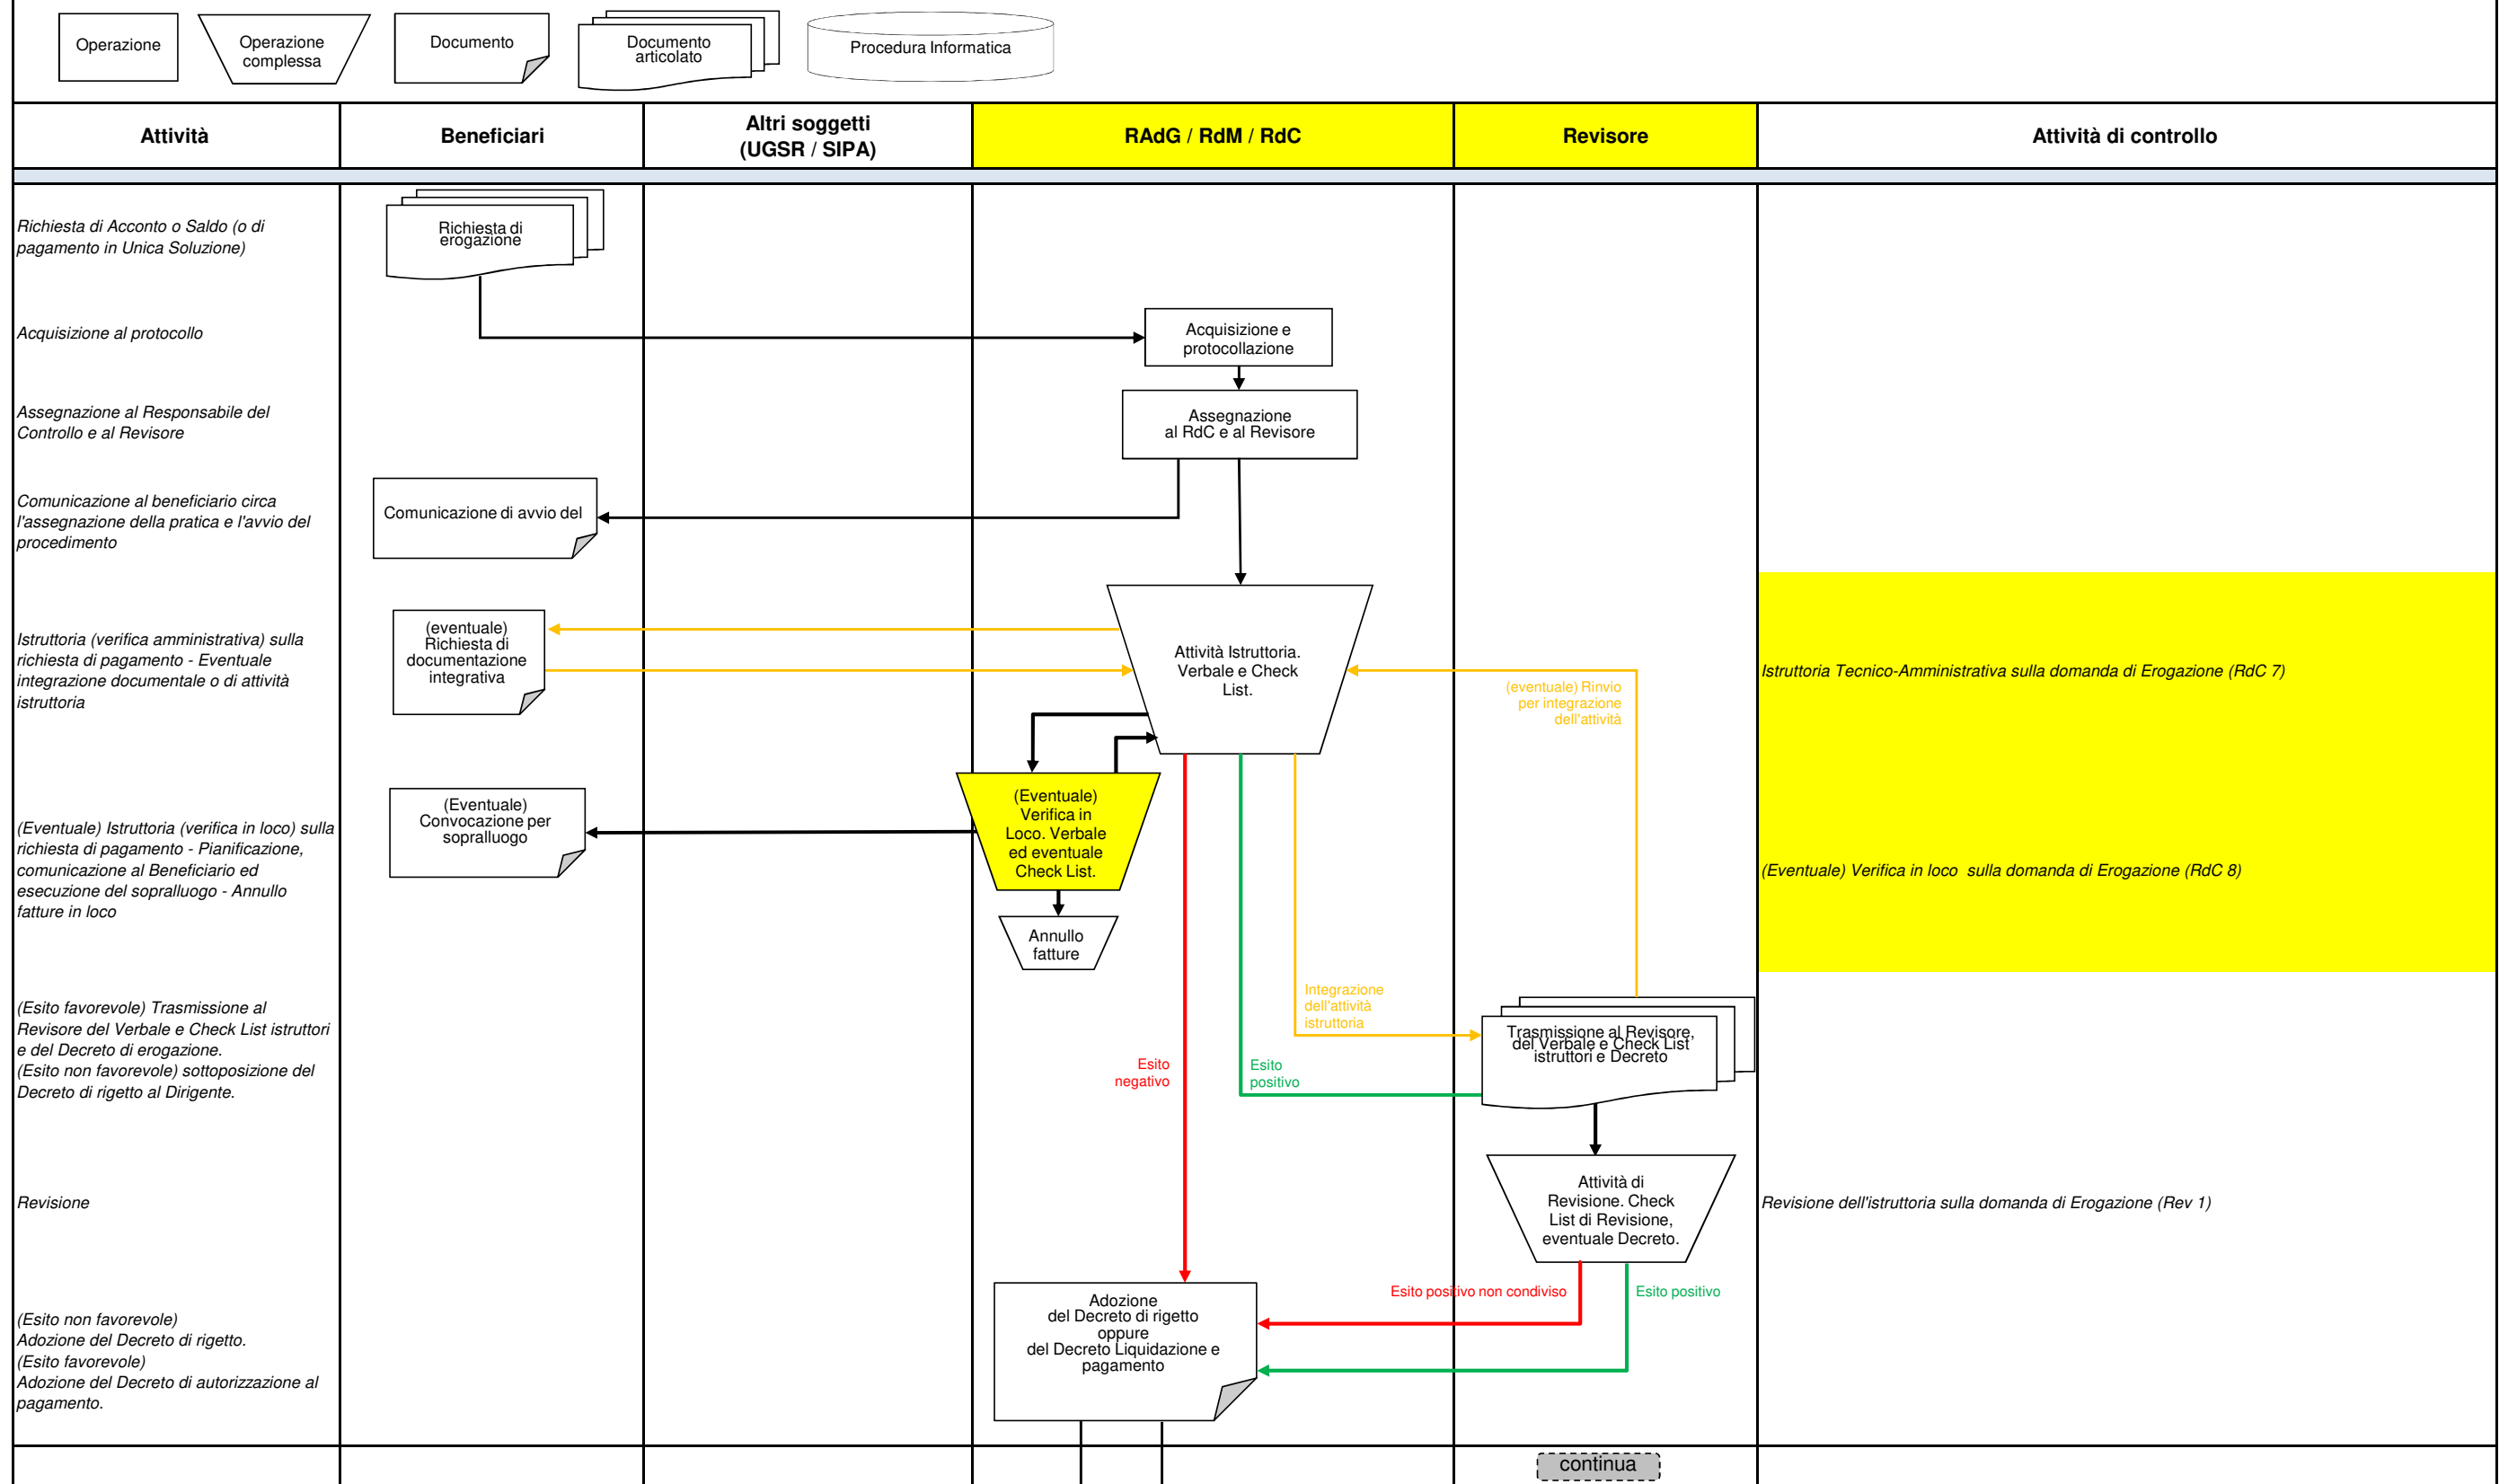 Operazione
Operazione
complessa
Documento
Documento
articolato
Procedura Informatica
Attività
Beneficiari
Altri soggetti
(UGSR / SIPA)
RAdG / RdM / RdC
Revisore
Attività di controllo
Richiesta di Acconto o Saldo (o di
pagamento in Unica Soluzione)
Richiesta di
erogazione
Acquisizione al protocollo
Acquisizione e
protocollazione
Assegnazione al Responsabile del
Controllo e al Revisore
Assegnazione
al RdC e al Revisore
Comunicazione al beneficiario circa
l'assegnazione della pratica e l'avvio del
procedimento
Comunicazione di avvio del
Istruttoria (verifica amministrativa) sulla
richiesta di pagamento - Eventuale
integrazione documentale o di attività
istruttoria
(eventuale)
Richiesta di
documentazione
integrativa
Attività Istruttoria.
Verbale e Check
List.
(eventuale) Rinvio
per integrazione
dell'attività
Istruttoria Tecnico-Amministrativa sulla domanda di Erogazione (RdC 7)
(Eventuale) Istruttoria (verifica in loco) sulla
richiesta di pagamento - Pianificazione,
comunicazione al Beneficiario ed
esecuzione del sopralluogo - Annullo
fatture in loco
(Eventuale)
Convocazione per
sopralluogo
(Eventuale)
Verifica in
Loco. Verbale
ed eventuale
Check List.
Annullo
fatture
(Eventuale) Verifica in loco  sulla domanda di Erogazione (RdC 8)
(Esito favorevole) Trasmissione al
Revisore del Verbale e Check List istruttori
e del Decreto di erogazione.
(Esito non favorevole) sottoposizione del
Decreto di rigetto al Dirigente.
Esito
negativo
Esito
positivo
Integrazione
dell'attività
istruttoria
Trasmissione al Revisore,
del Verbale e Check List
istruttori e Decreto
Revisione
Attività di
Revisione. Check
List di Revisione,
eventuale Decreto.
Revisione dell'istruttoria sulla domanda di Erogazione (Rev 1)
(Esito non favorevole)
Adozione del Decreto di rigetto.
(Esito favorevole)
Adozione del Decreto di autorizzazione al
pagamento.
Adozione
del Decreto di rigetto
oppure
del Decreto Liquidazione e
pagamento
Esito positivo non condiviso
Esito positivo
continua